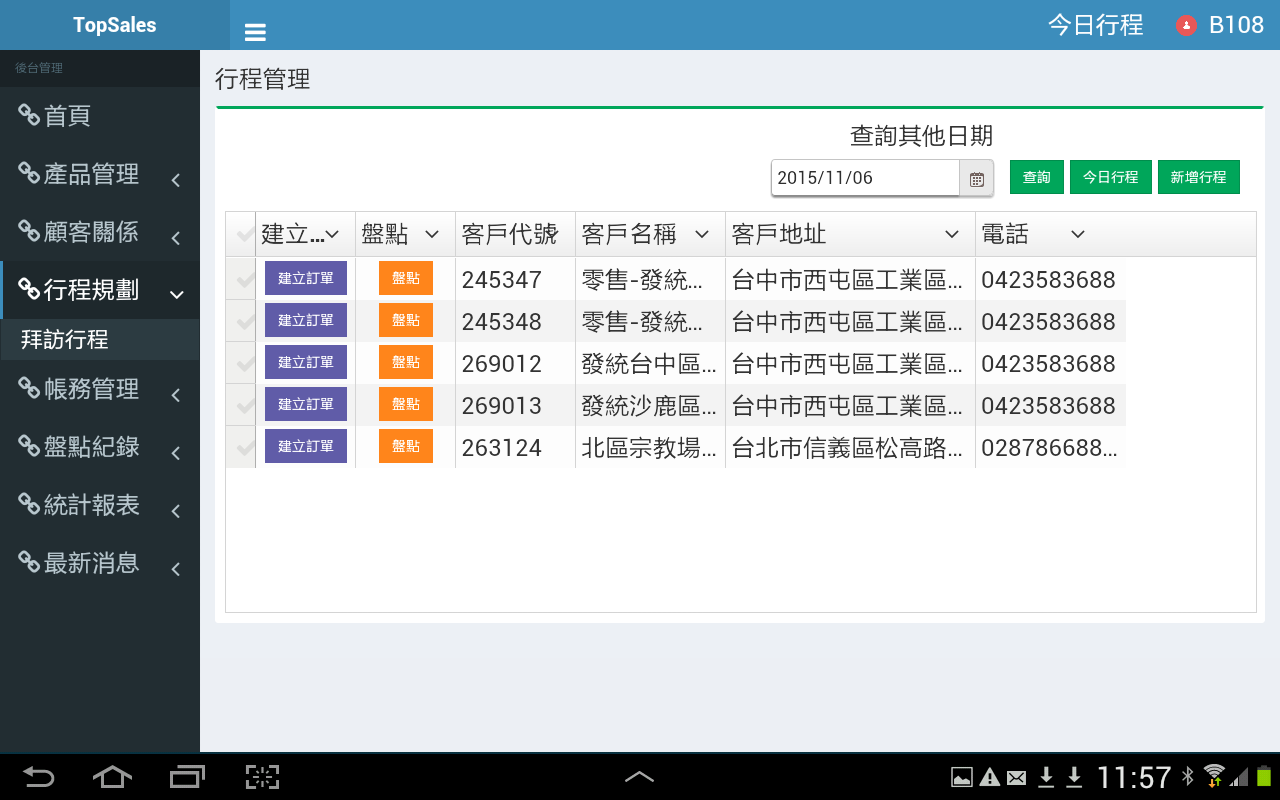 TopSales
今日行程
B108
後台管理
首頁
產品管理
顧客關係
行程規劃
拜訪行程
帳務管理
盤點紀錄
統計報表
最新消息
行程管理
查詢其他日期
2015/11/06 查詢 今日行程 新增行程
建立... 盤點 客戶代號 客戶名稱 客戶地址 電話
建立訂單 盤點 245347 零售-發統... 台中市西屯區工業區... 0423583688
建立訂單 盤點 245348 零售-發統... 台中市西屯區工業區... 0423583688
建立訂單 盤點 269012 發統台中區... 台中市西屯區工業區... 0423583688
建立訂單 盤點 269013 發統沙鹿區... 台中市西屯區工業區... 0423583688
建立訂單 盤點 263124 北區宗教場... 台北市信義區松高路... 028786688...
11:57